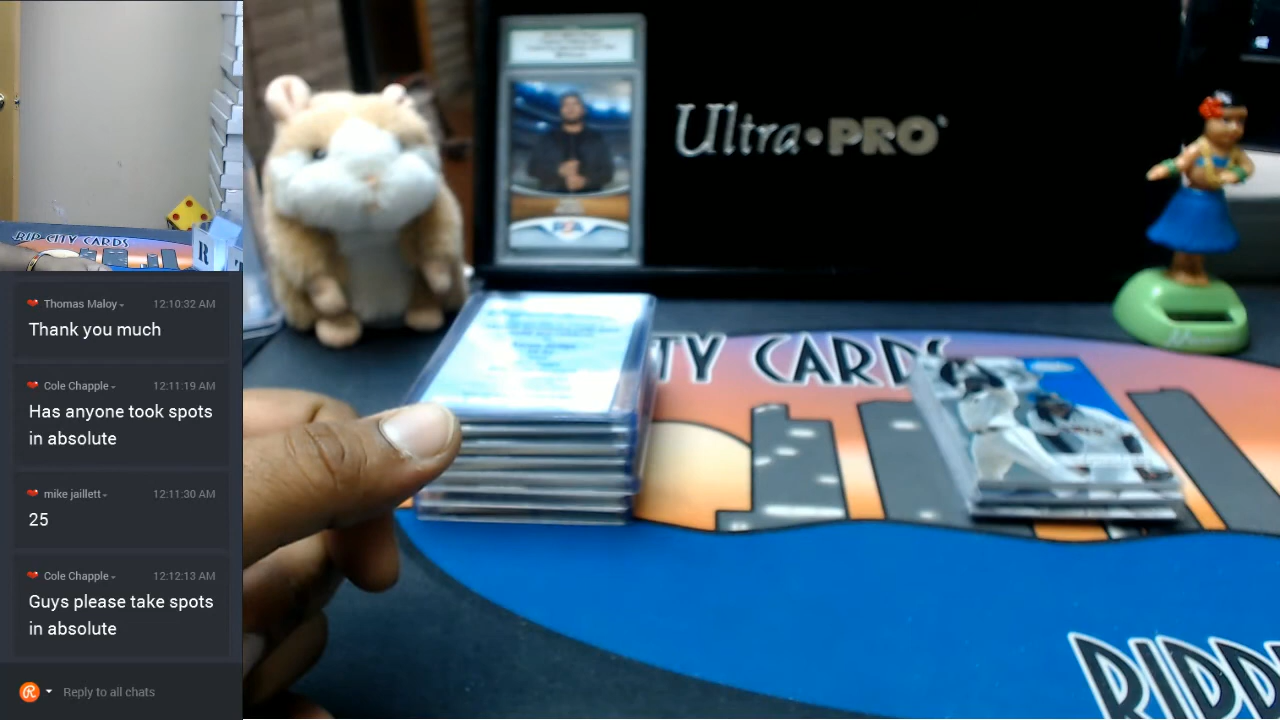 RIP CITY CARDS
R
Thomas Maloy
12:10:32 AM
Thank you much
Cole Chapple
12:11:19 AM
Has anyone took spots
in absolute
mike jaillett
12:11:30 AM
25
Cole Chapple
12:12:13 AM
Guys please take spots
in absolute
Reply to all chats
Ultra•PRO
TY CARDS
RIPP